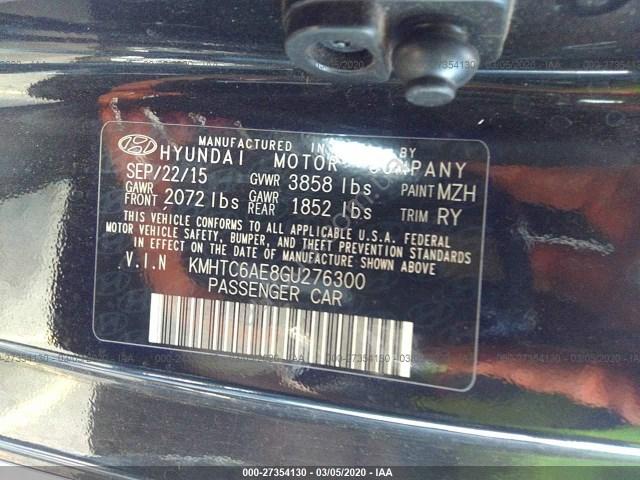 MANUFACTURED IN BY
HYUNDAI MOTOR COMPANY
SEP/22/15 GVWR 3858 lbs PAINT MZH
GAWR FRONT 2072 lbs GAWR REAR 1852 lbs TRIM RY
THIS VEHICLE CONFORMS TO ALL APPLICABLE U.S.A. FEDERAL
MOTOR VEHICLE SAFETY, BUMPER, AND THEFT PREVENTION STANDARDS
IN EFFECT ON THE DATE OF MANUFACTURE SHOWN ABOVE.
.V.I.N KMHTC6AE8GU276300
PASSENGER CAR
000-27354130 - 03/05/2020 - IAA